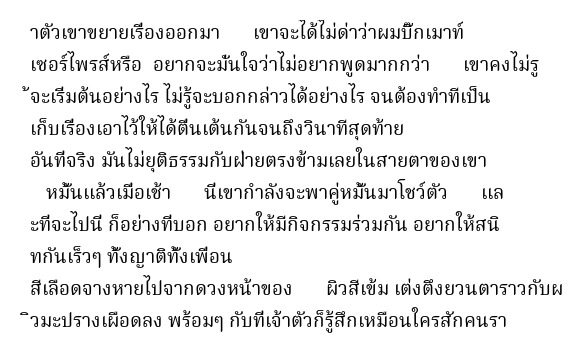 าตัวเขาขยายเรื่องออกมา เขาจะได้ไม่ด่าว่าผมบิ๊กเมาท์
เซอร์ไพรส์หรือ อยากจะมั่นใจว่าไม่อยากพูดมากกว่า เขาคงไม่รู
้จะเริ่มต้นอย่างไร ไม่รู้จะบอกกล่าวได้อย่างไร จนต้องทำทีเป็น
เก็บเรื่องเอาไว้ให้ได้ตื่นเต้นกันจนถึงวินาทีสุดท้าย
อันที่จริง มันไม่ยุติธรรมกับฝ่ายตรงข้ามเลยในสายตาของเขา
หมั้นแล้วเมื่อเช้า นี่เขากำลังจะพาคู่หมั้นมาโชว์ตัว แล
ะที่จะไปนี่ ก็อย่างที่บอก อยากให้มีกิจกรรมร่วมกัน อยากให้สนิ
ทกันเร็วๆ ทั้งญาติทั้งเพื่อน
สีเลือดจางหายไปจากดวงหน้าของ ผิวสีเข้ม เต่งตึงยวนตาราวกับผ
ิวมะปรางเผือดลง พร้อมๆ กับที่เจ้าตัวก็รู้สึกเหมือนใครสักคนรา